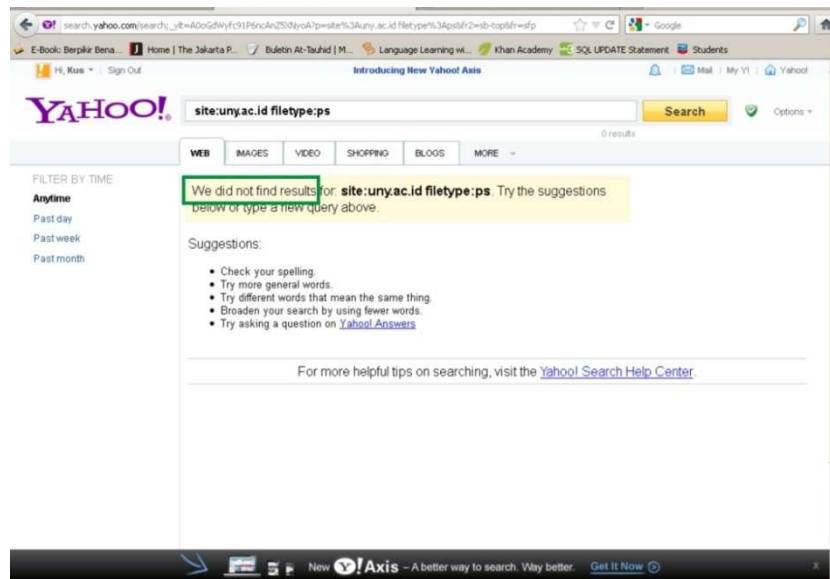 search.yahoo.com/search;_ylt=A0oGdWyfc91P6ncAnZ5XNyoA?p=site%3Auny.ac.id filetype%3Aps&fr2=sb-top&fr=sfp Google
E-Book: Berpikir Bena... Home | The Jakarta P... Buletin At-Tauhid | M... Language Learning wi... Khan Academy SQL UPDATE Statement Students
Hi, Kus Sign Out Introducing New Yahoo! Axis Mail My Y! Yahoo!
YAHOO! site:uny.ac.id filetype:ps Search Options
0 results
WEB IMAGES VIDEO SHOPPING BLOGS MORE
FILTER BY TIME
Anytime
Past day
Past week
Past month
We did not find results for: site:uny.ac.id filetype:ps. Try the suggestions
below or type a new query above.
Suggestions:
• Check your spelling.
• Try more general words.
• Try different words that mean the same thing.
• Broaden your search by using fewer words.
• Try asking a question on Yahoo! Answers
For more helpful tips on searching, visit the Yahoo! Search Help Center.
New Y! Axis – A better way to search. Way better. Get It Now x